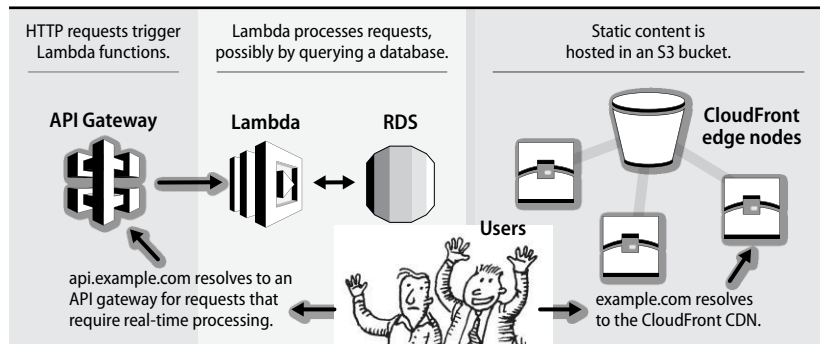 HTTP requests trigger
Lambda functions.
Lambda processes requests,
possibly by querying a database.
Static content is
hosted in an S3 bucket.
API Gateway
Lambda
RDS
CloudFront
edge nodes
Users
api.example.com resolves to an
API gateway for requests that
require real-time processing.
example.com resolves
to the CloudFront CDN.